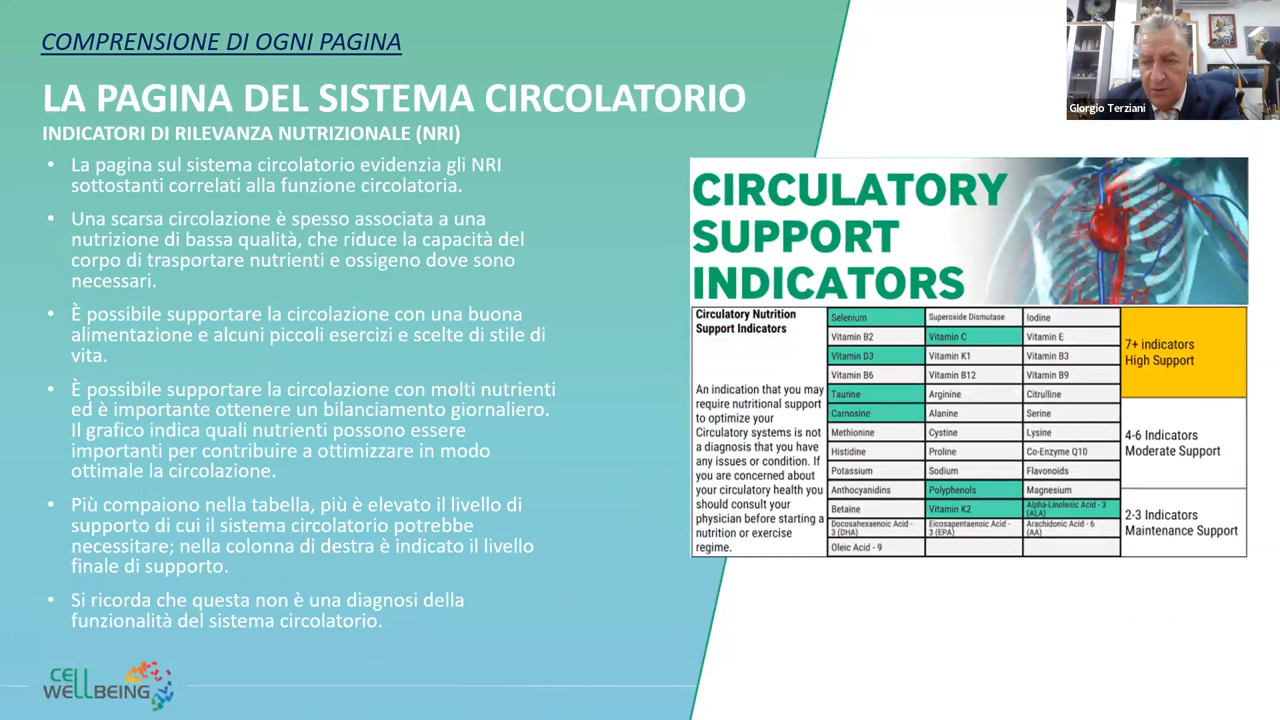 COMPRENSIONE DI OGNI PAGINA
LA PAGINA DEL SISTEMA CIRCOLATORIO
INDICATORI DI RILEVANZA NUTRIZIONALE (NRI)
• La pagina sul sistema circolatorio evidenzia gli NRI
sottostanti correlati alla funzione circolatoria.
• Una scarsa circolazione è spesso associata a una
nutrizione di bassa qualità, che riduce la capacità del
corpo di trasportare nutrienti e ossigeno dove sono
necessari.
• È possibile supportare la circolazione con una buona
alimentazione e alcuni piccoli esercizi e scelte di stile di
vita.
• È possibile supportare la circolazione con molti nutrienti
ed è importante ottenere un bilanciamento giornaliero.
Il grafico indica quali nutrienti possono essere
importanti per contribuire a ottimizzare in modo
ottimale la circolazione.
• Più compaiono nella tabella, più è elevato il livello di
supporto di cui il sistema circolatorio potrebbe
necessitare; nella colonna di destra è indicato il livello
finale di supporto.
• Si ricorda che questa non è una diagnosi della
funzionalità del sistema circolatorio.
CELL
WELLBEING
GIorgio Terziani
CIRCULATORY
SUPPORT
INDICATORS
Circulatory Nutrition
Support Indicators
An indication that you may
require nutritional support
to optimize your
Circulatory systems is not
a diagnosis that you have
any issues or condition. If
you are concerned about
your circulatory health you
should consult your
physician before starting a
nutrition or exercise
regime.
Selenium Superoxide Dismutase Iodine
Vitamin B2 Vitamin C Vitamin E
Vitamin D3 Vitamin K1 Vitamin B3
Vitamin B6 Vitamin B12 Vitamin B9
Taurine Arginine Citrulline
Carnosine Alanine Serine
Methionine Cystine Lysine
Histidine Proline Co-Enzyme Q10
Potassium Sodium Flavonoids
Anthocyanidins Polyphenols Magnesium
Betaine Vitamin K2 Alpha-Linolenic Acid - 3
(ALA)
Docosahexaenoic Acid - Eicosapentaenoic Acid - Arachidonic Acid - 6
3 (DHA) 3 (EPA) (AA)
Oleic Acid - 9
7+ indicators
High Support
4-6 Indicators
Moderate Support
2-3 Indicators
Maintenance Support